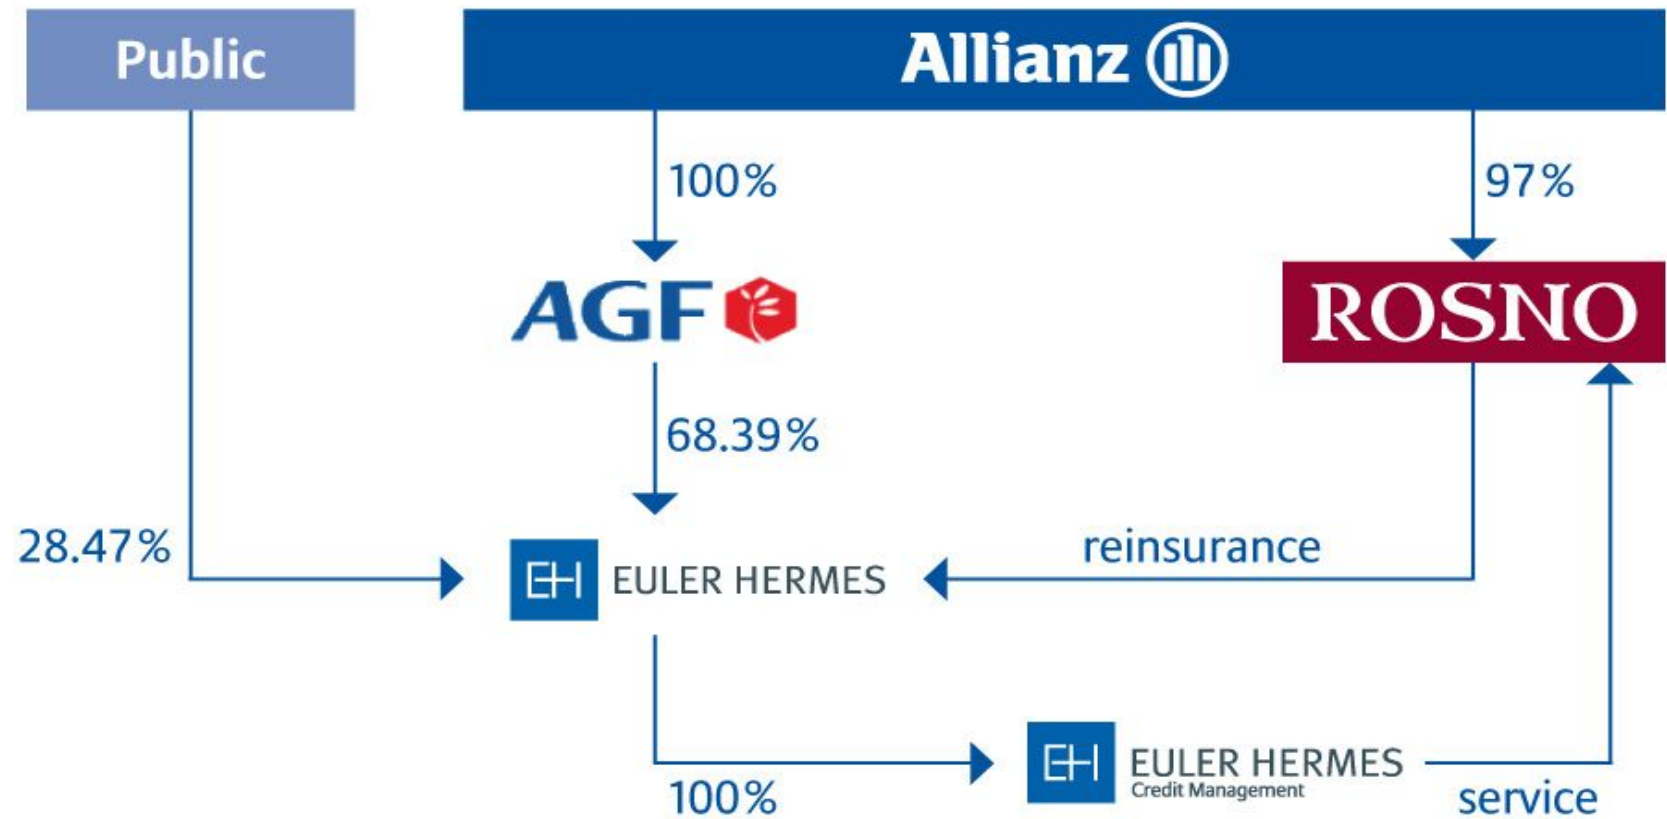 Public
Allianz
100%
97%
AGF
ROSNO
68.39%
28.47%
reinsurance
EH EULER HERMES
100%
EH EULER HERMES
Credit Management
service